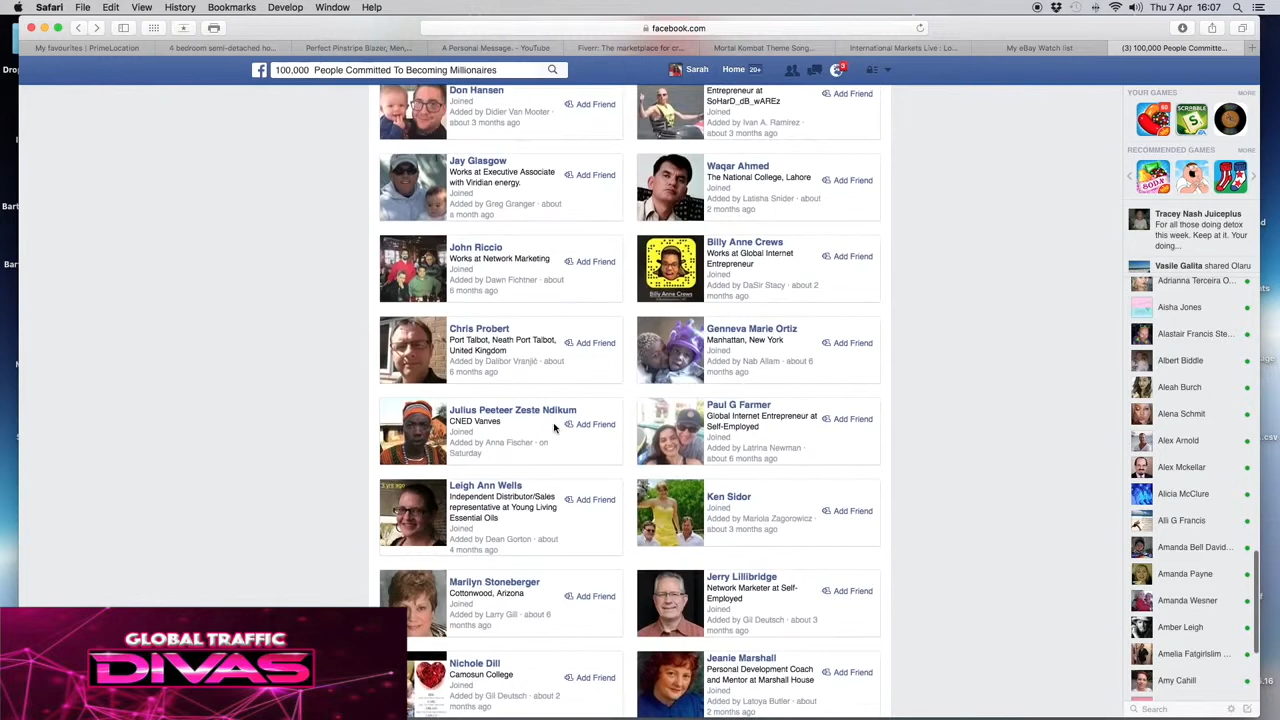 Safari File Edit View History Bookmarks Develop Window Help
Thu 7 Apr 16:07
facebook.com
My favourites | PrimeLocation
4 bedroom semi-detached ho...
Perfect Pinstripe Blazer, Men,...
A Personal Message. - YouTube
Fiverr: The marketplace for cr...
Mortal Kombat Theme Song...
International Markets Live : Lo...
My eBay Watch list
(3) 100,000 People Committe...
100,000 People Committed To Becoming Millionaires
Sarah Home 20+ 3
Don Hansen
Joined
Added by Didier Van Mooter · about 3 months ago
Add Friend
Entrepreneur at
SoHarD_dB_wAREz
Joined
Added by Ivan A. Ramirez ·
about 3 months ago
Add Friend
Jay Glasgow
Works at Executive Associate
with Viridian energy.
Joined
Added by Greg Granger · about
a month ago
Add Friend
Waqar Ahmed
The National College, Lahore
Joined
Added by Latisha Snider · about
2 months ago
Add Friend
John Riccio
Works at Network Marketing
Joined
Added by Dawn Fichtner · about
6 months ago
Add Friend
Billy Anne Crews
Billy Anne Crews
Works at Global Internet
Entrepreneur
Joined
Added by DaSir Stacy · about 2
months ago
Add Friend
Chris Probert
Port Talbot, Neath Port Talbot,
United Kingdom
Joined
Added by Dalibor Vranjić · about
6 months ago
Add Friend
Genneva Marie Ortiz
Manhattan, New York
Joined
Added by Nab Allam · about 6
months ago
Add Friend
Julius Peeteer Zeste Ndikum
CNED Vanves
Joined
Added by Anna Fischer · on
Saturday
Add Friend
Paul G Farmer
Global Internet Entrepreneur at
Self-Employed
Joined
Added by Latrina Newman ·
about 6 months ago
Add Friend
3 yrs ago
Leigh Ann Wells
Independent Distributor/Sales
representative at Young Living
Essential Oils
Joined
Added by Dean Gorton · about
4 months ago
Add Friend
Ken Sidor
Joined
Added by Mariola Zagorowicz ·
about 3 months ago
Add Friend
Marilyn Stoneberger
Cottonwood, Arizona
Joined
Added by Larry Gill · about 6
months ago
Add Friend
Jerry Lillibridge
Network Marketer at Self-
Employed
Joined
Added by Gil Deutsch · about 3
months ago
Add Friend
Nichole Dill
Camosun College
Joined
Added by Gil Deutsch · about 2
months ago
Add Friend
Jeanie Marshall
Personal Development Coach
and Mentor at Marshall House
Joined
Added by Latoya Butler · about
2 months ago
Add Friend
YOUR GAMES MORE
60
SCRABBLE
S
RECOMMENDED GAMES MORE
SODA
Tracey Nash Juiceplus
For all those doing detox
this week. Keep at it. Your
doing...
Vasile Galita shared Olaru
Adrianna Terceira O...
Aisha Jones
Alastair Francis Ste...
Albert Biddle
Aleah Burch
Alena Schmit
Alex Arnold
Alex Mckellar
Alicia McClure
Alli G Francis
Amanda Bell David...
Amanda Payne
Amanda Wesner
Amber Leigh
Amelia Fatgirlslim ...
Amy Cahill
Search
.csv
GLOBAL TRAFFIC
DIVAS